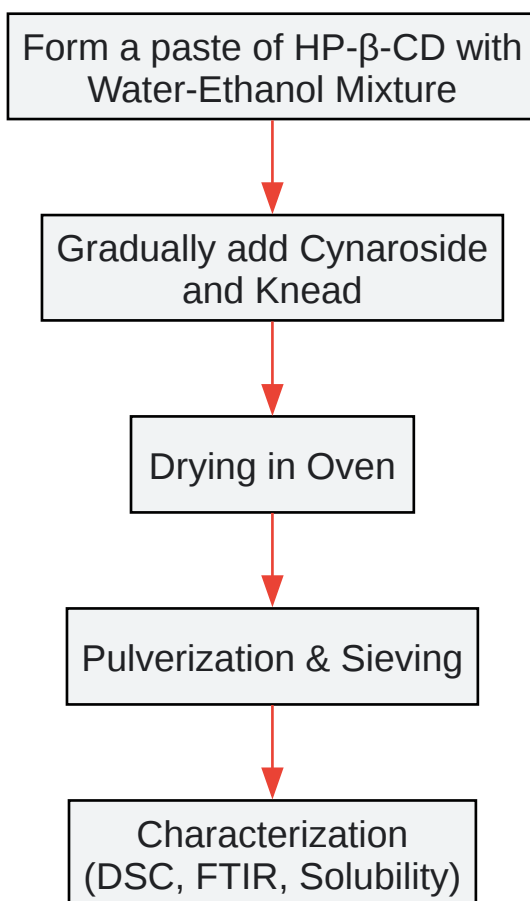 Form a paste of HP-β-CD with
Water-Ethanol Mixture
Gradually add Cynaroside
and Knead
Drying in Oven
Pulverization & Sieving
Characterization
(DSC, FTIR, Solubility)